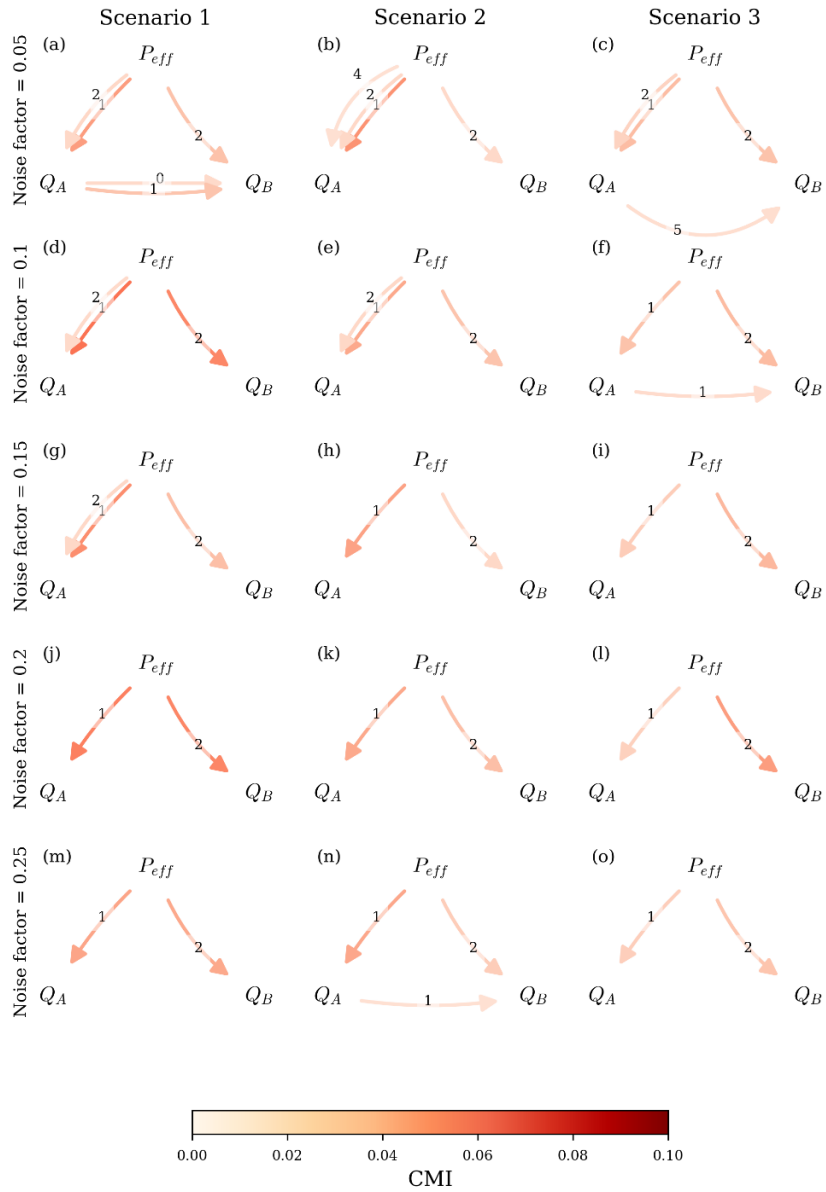 Scenario 1 Scenario 2 Scenario 3
Noise factor = 0.05
(a) P_eff 2 1 2 Q_A 0 1 Q_B
(b) P_eff 4 2 1 2 Q_A Q_B
(c) P_eff 2 1 2 Q_A Q_B 5
Noise factor = 0.1
(d) P_eff 2 1 2 Q_A Q_B
(e) P_eff 2 1 2 Q_A Q_B
(f) P_eff 1 2 Q_A Q_B 1
Noise factor = 0.15
(g) P_eff 2 1 2 Q_A Q_B
(h) P_eff 1 2 Q_A Q_B
(i) P_eff 1 2 Q_A Q_B
Noise factor = 0.2
(j) P_eff 1 2 Q_A Q_B
(k) P_eff 1 2 Q_A Q_B
(l) P_eff 1 2 Q_A Q_B
Noise factor = 0.25
(m) P_eff 1 2 Q_A Q_B
(n) P_eff 1 2 Q_A Q_B 1
(o) P_eff 1 2 Q_A Q_B
0.00 0.02 0.04 0.06 0.08 0.10
CMI